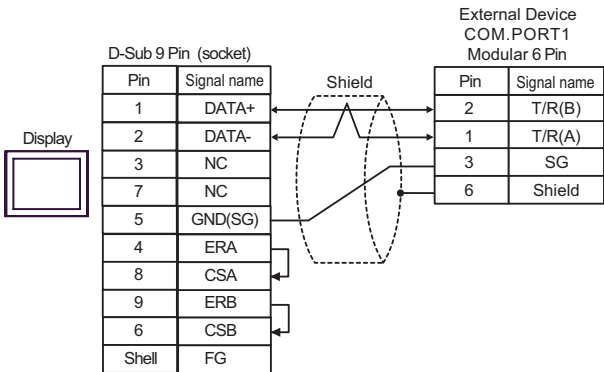 External Device
COM.PORT1
Modular 6 Pin
D-Sub 9 Pin (socket)
Pin Signal name
Shield
Pin Signal name
1 DATA+
2 T/R(B)
Display
2 DATA-
1 T/R(A)
3 NC
3 SG
7 NC
6 Shield
5 GND(SG)
4 ERA
8 CSA
9 ERB
6 CSB
Shell FG